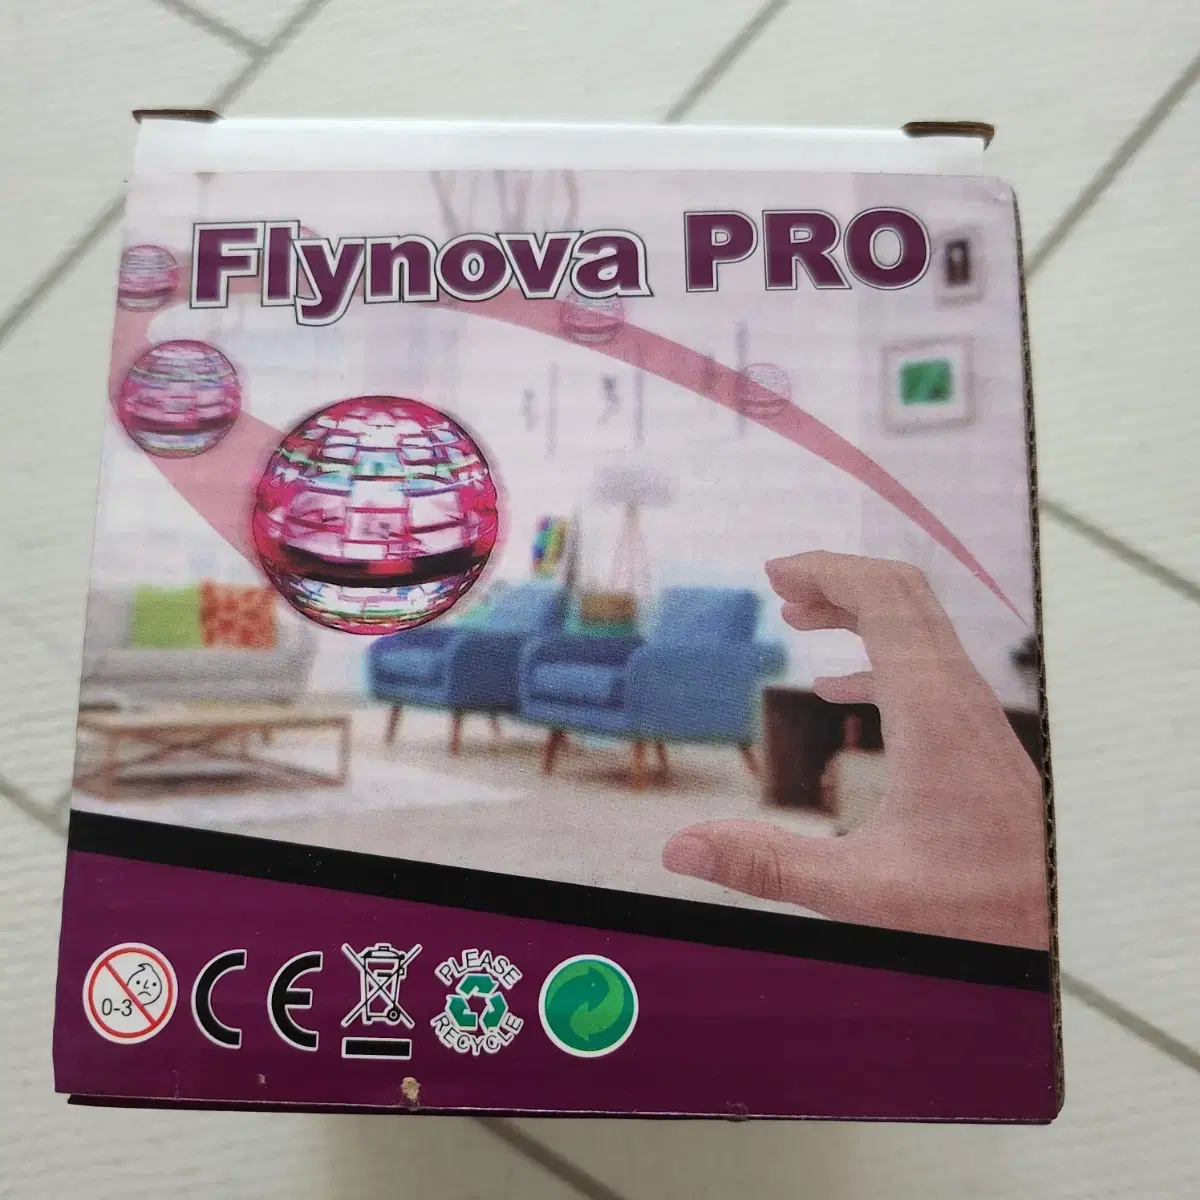 Flynova PRO
0-3
CE
PLEASE
RECYCLE